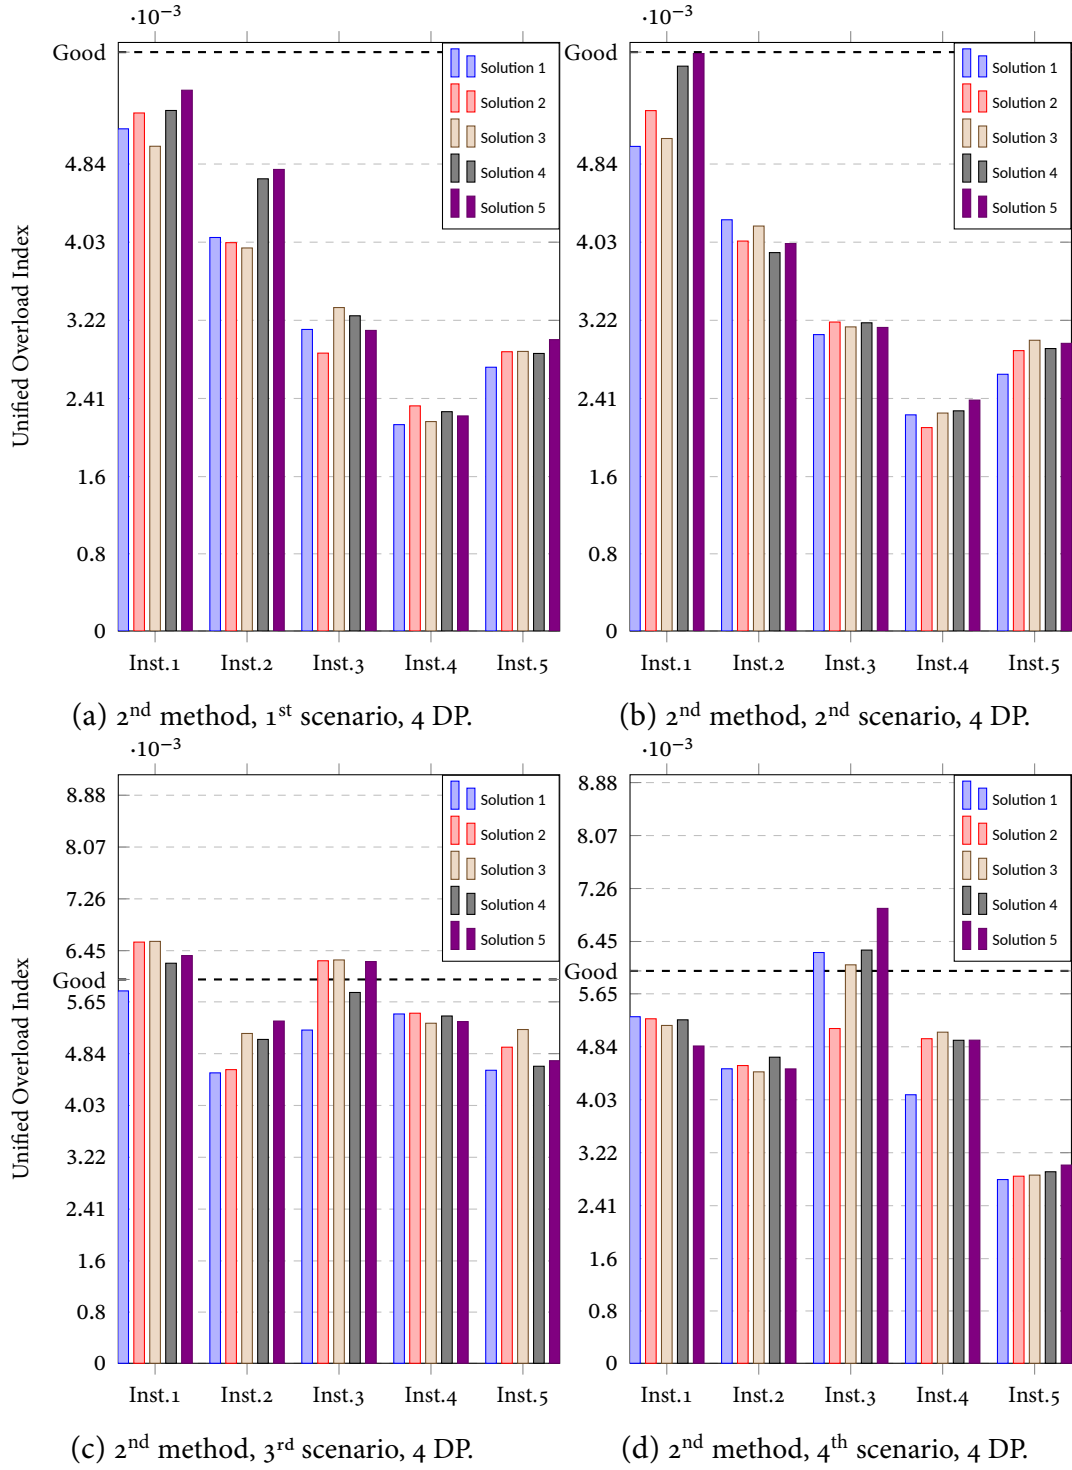 ·10⁻³
Unified Overload Index
Good
4.84
4.03
3.22
2.41
1.6
0.8
0
Solution 1
Solution 2
Solution 3
Solution 4
Solution 5
Inst.1 Inst.2 Inst.3 Inst.4 Inst.5
(a) 2nd method, 1st scenario, 4 DP.
·10⁻³
Good
4.84
4.03
3.22
2.41
1.6
0.8
0
Solution 1
Solution 2
Solution 3
Solution 4
Solution 5
Inst.1 Inst.2 Inst.3 Inst.4 Inst.5
(b) 2nd method, 2nd scenario, 4 DP.
·10⁻³
Unified Overload Index
8.88
8.07
7.26
6.45
Good
5.65
4.84
4.03
3.22
2.41
1.6
0.8
0
Solution 1
Solution 2
Solution 3
Solution 4
Solution 5
Inst.1 Inst.2 Inst.3 Inst.4 Inst.5
(c) 2nd method, 3rd scenario, 4 DP.
·10⁻³
8.88
8.07
7.26
6.45
Good
5.65
4.84
4.03
3.22
2.41
1.6
0.8
0
Solution 1
Solution 2
Solution 3
Solution 4
Solution 5
Inst.1 Inst.2 Inst.3 Inst.4 Inst.5
(d) 2nd method, 4th scenario, 4 DP.